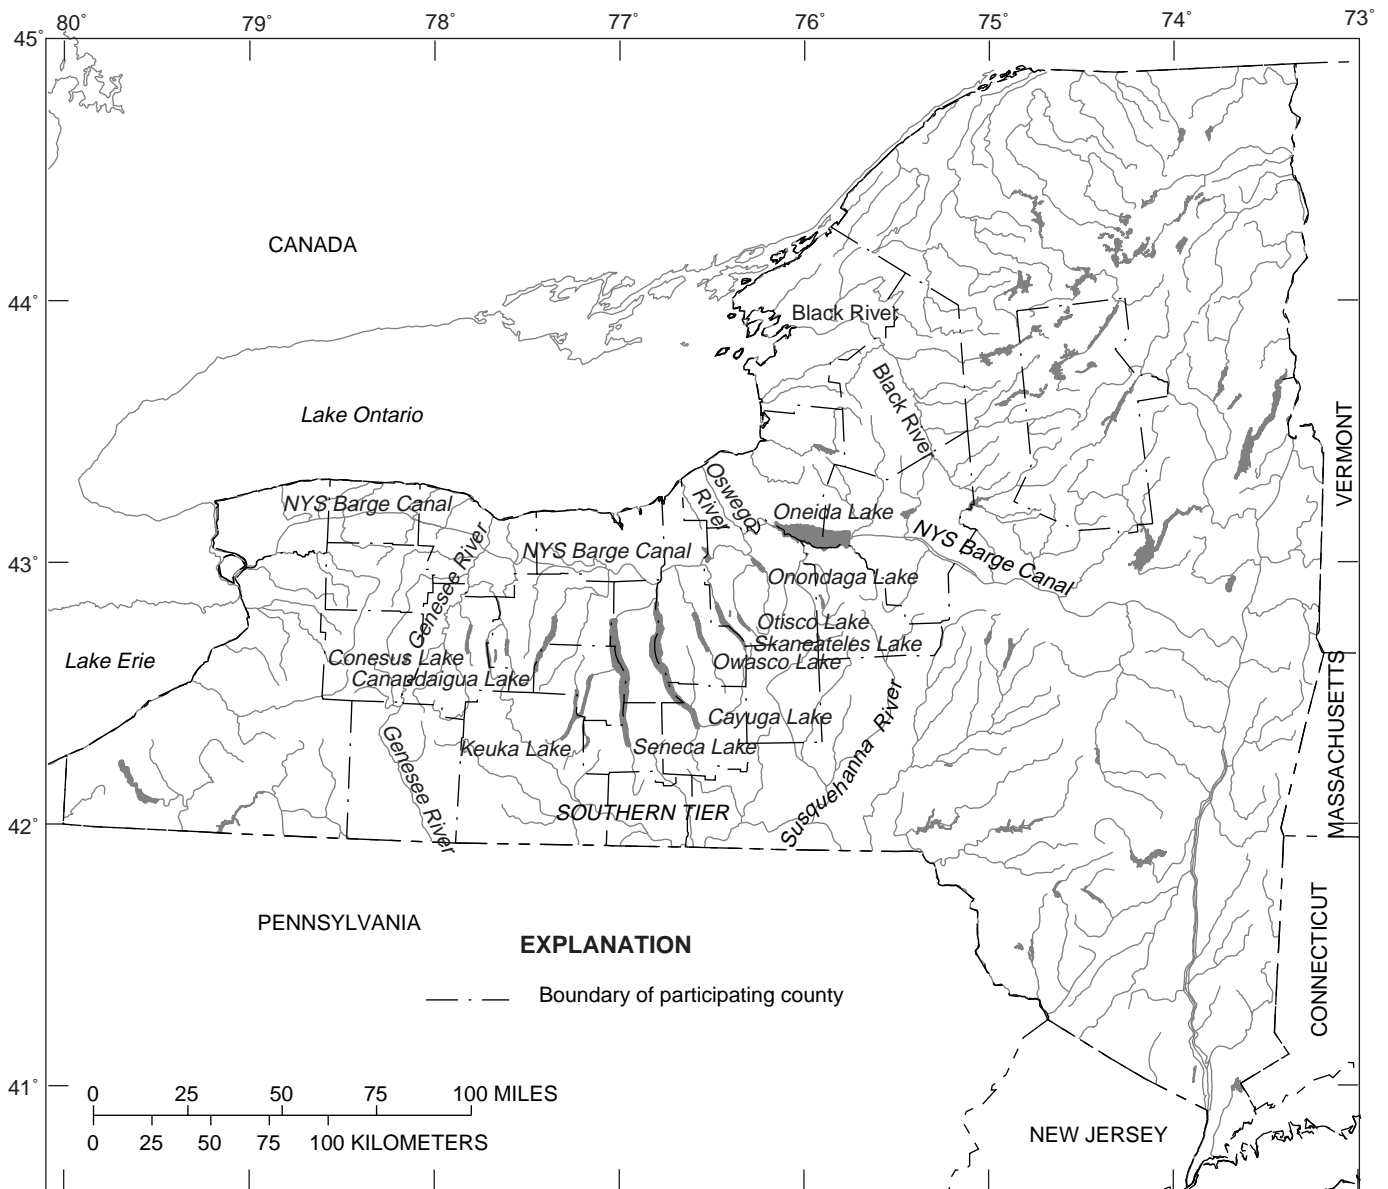 80° 79° 78° 77° 76° 75° 74° 73°
45°
CANADA
44°
Black River
Black River
Lake Ontario
VERMONT
Oswego
River
NYS Barge Canal
Oneida Lake
NYS Barge Canal
Genesee River
NYS Barge Canal
43°
Onondaga Lake
Otisco Lake
Skaneateles Lake
Owasco Lake
Conesus Lake
Canandaigua Lake
Lake Erie
MASSACHUSETTS
Cayuga Lake
Susquehanna River
Keuka Lake
Seneca Lake
Genesee River
SOUTHERN TIER
42°
PENNSYLVANIA
CONNECTICUT
EXPLANATION
Boundary of participating county
41°
0 25 50 75 100 MILES
0 25 50 75 100 KILOMETERS
NEW JERSEY